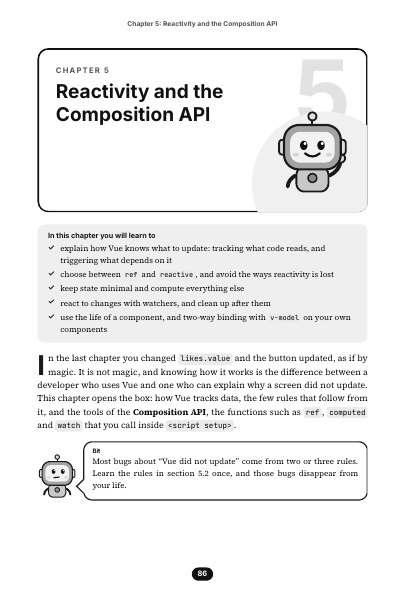 Chapter 5: Reactivity and the Composition API
CHAPTER 5
5
Reactivity and the
Composition API
In this chapter you will learn to
✓ explain how Vue knows what to update: tracking what code reads, and
triggering what depends on it
✓ choose between ref and reactive, and avoid the ways reactivity is lost
✓ keep state minimal and compute everything else
✓ react to changes with watchers, and clean up after them
✓ use the life of a component, and two-way binding with v-model on your own
components
In the last chapter you changed likes.value and the button updated, as if by
magic. It is not magic, and knowing how it works is the difference between a
developer who uses Vue and one who can explain why a screen did not update.
This chapter opens the box: how Vue tracks data, the few rules that follow from
it, and the tools of the Composition API, the functions such as ref, computed
and watch that you call inside <script setup>.
Bit
Most bugs about “Vue did not update” come from two or three rules.
Learn the rules in section 5.2 once, and those bugs disappear from
your life.
86